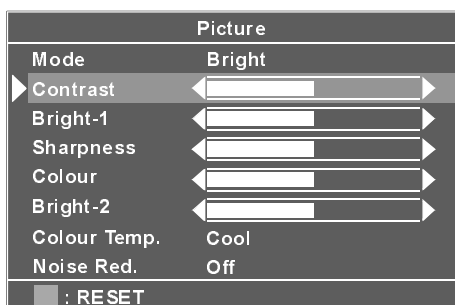 Picture
Mode Bright
Contrast
Bright-1
Sharpness
Colour
Bright-2
Colour Temp. Cool
Noise Red. Off
: RESET